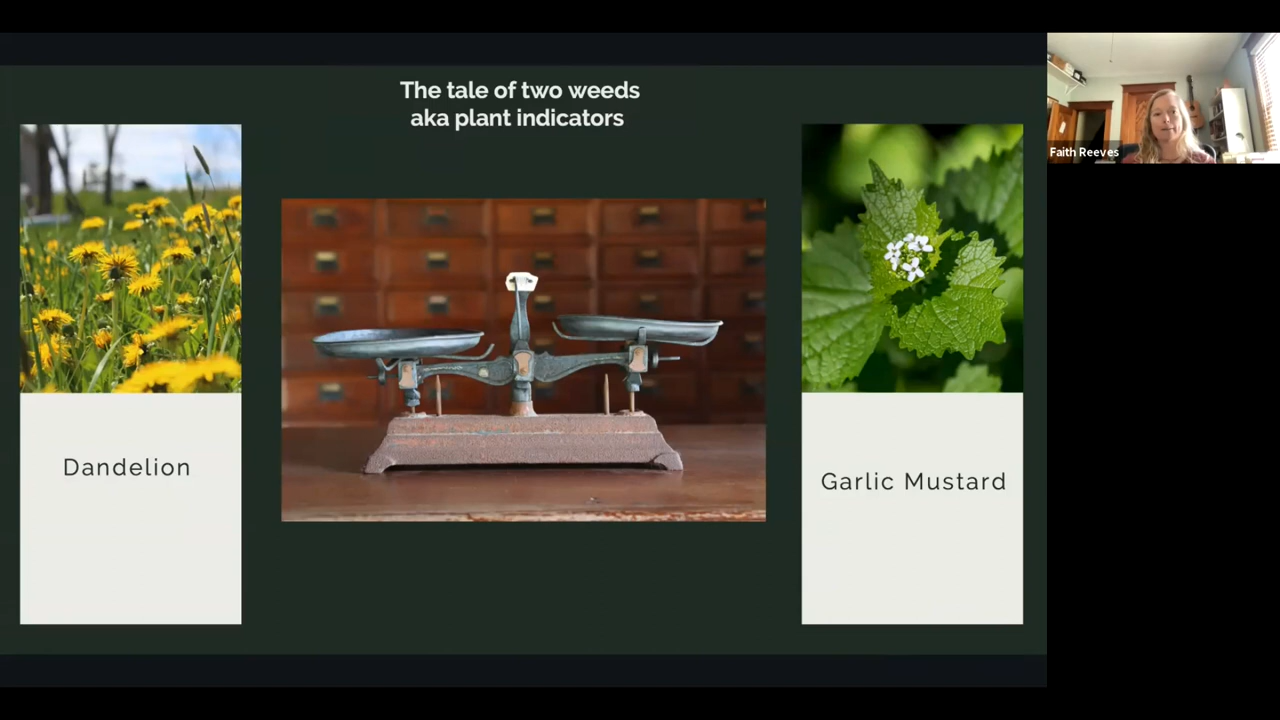 The tale of two weeds
aka plant indicators
Dandelion
Garlic Mustard
Faith Reeves